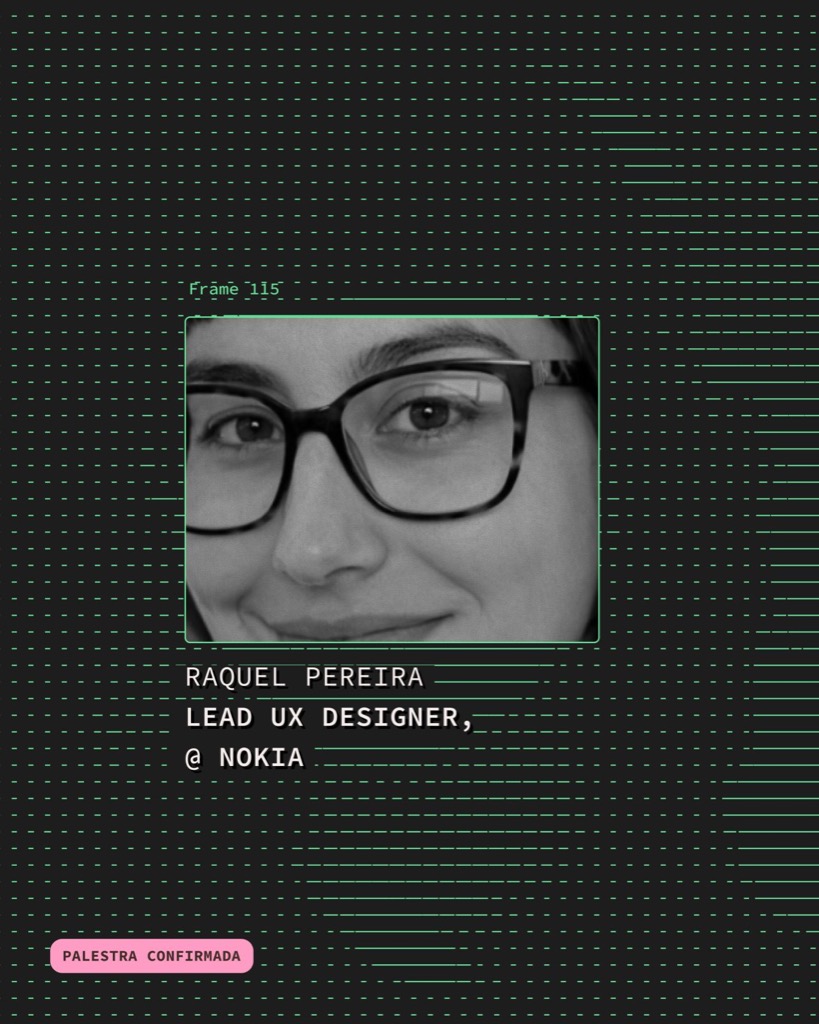 Frame 115
RAQUEL PEREIRA
LEAD UX DESIGNER,
@ NOKIA
PALESTRA CONFIRMADA